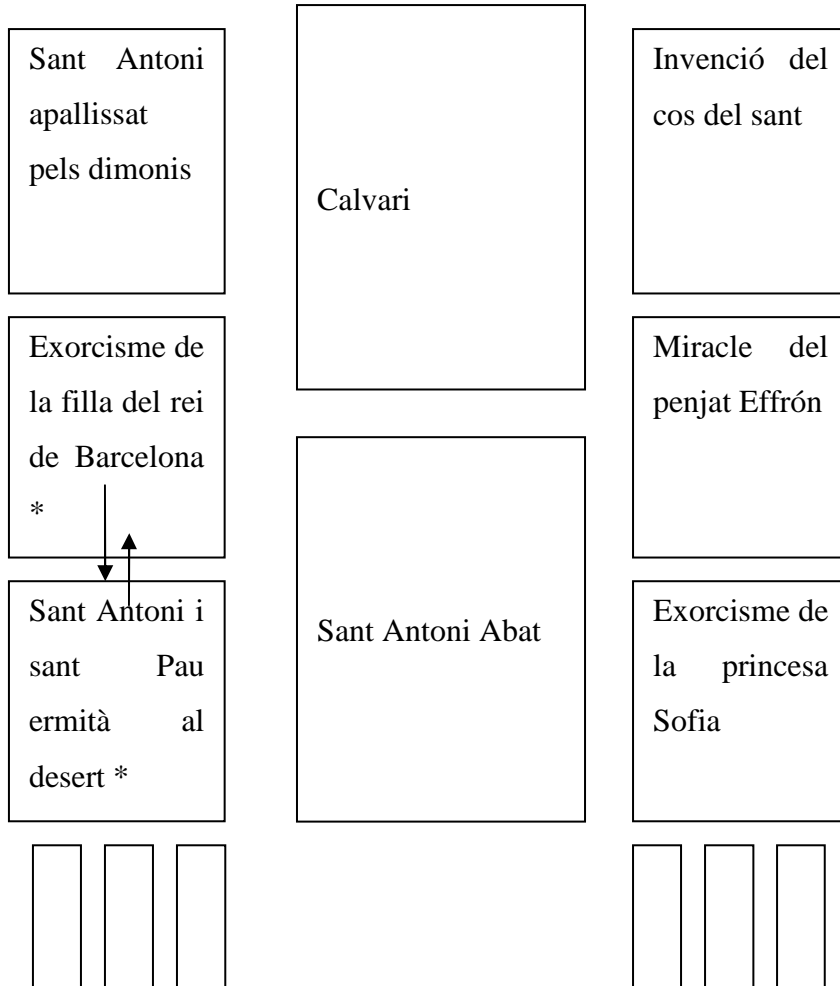 Sant Antoni
apallissat
pels dimonis
Calvari
Invenció del
cos del sant
Exorcisme de
la filla del rei
de Barcelona
*
Miracle del
penjat Effrón
Sant Antoni i
sant Pau
ermità al
desert *
Sant Antoni Abat
Exorcisme de
la princesa
Sofia